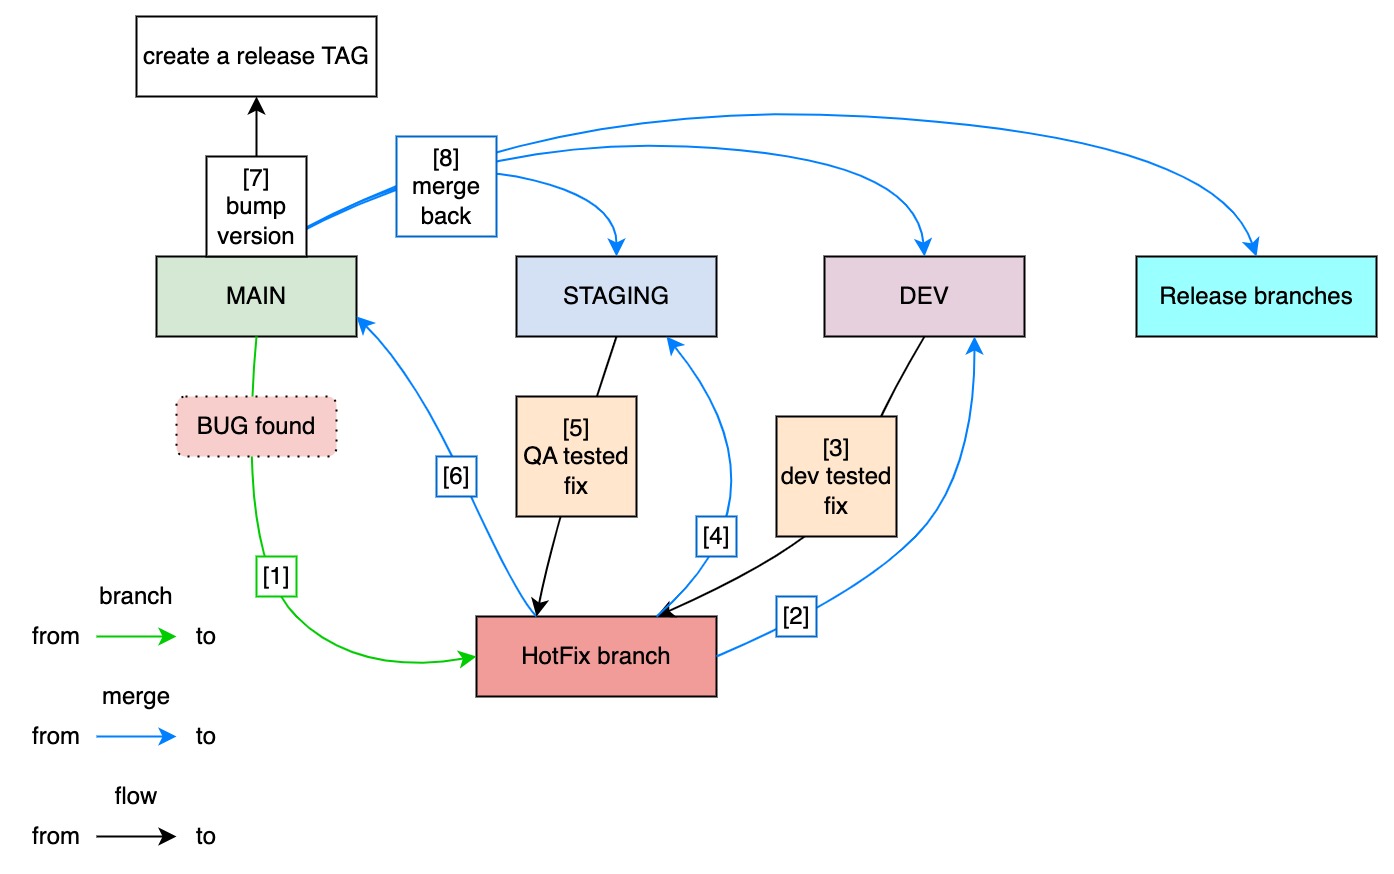 create a release TAG
[7]
bump
version
[8]
merge
back
MAIN
STAGING
DEV
Release branches
BUG found
[5]
QA tested
fix
[3]
dev tested
fix
[6]
[4]
[1]
[2]
HotFix branch
branch
from to
merge
from to
flow
from to